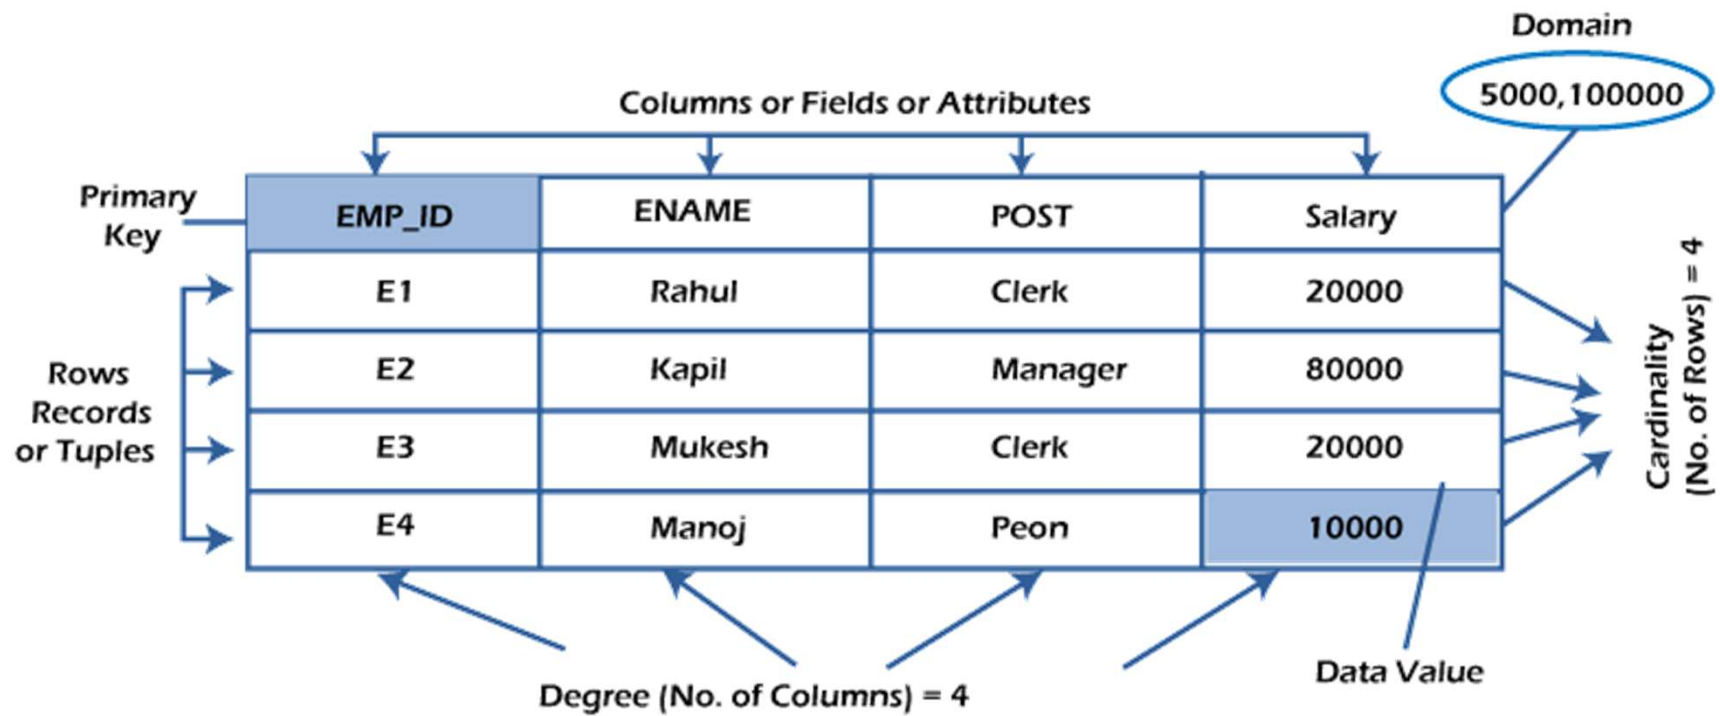 Domain
5000,100000
Columns or Fields or Attributes
Primary
Key
EMP_ID ENAME POST Salary
E1 Rahul Clerk 20000
E2 Kapil Manager 80000
E3 Mukesh Clerk 20000
E4 Manoj Peon 10000
Rows
Records
or Tuples
Cardinality
(No. of Rows) = 4
Degree (No. of Columns) = 4
Data Value